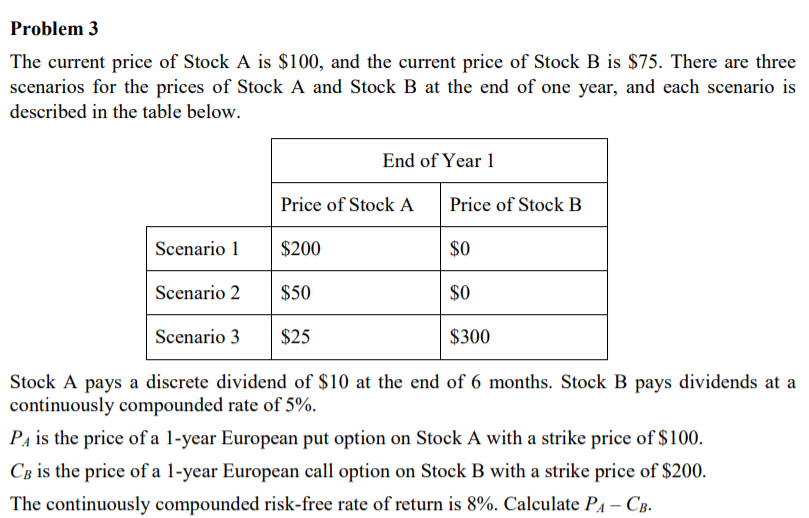 Problem 3
The current price of Stock A is $100, and the current price of Stock B is $75. There are three
scenarios for the prices of Stock A and Stock B at the end of one year, and each scenario is
described in the table below.
End of Year 1
Price of Stock A Price of Stock B
Scenario 1 $200 $0
Scenario 2 $50 $0
Scenario 3 $25 $300
Stock A pays a discrete dividend of $10 at the end of 6 months. Stock B pays dividends at a
continuously compounded rate of 5%.
P_A is the price of a 1-year European put option on Stock A with a strike price of $100.
C_B is the price of a 1-year European call option on Stock B with a strike price of $200.
The continuously compounded risk-free rate of return is 8%. Calculate P_A – C_B.